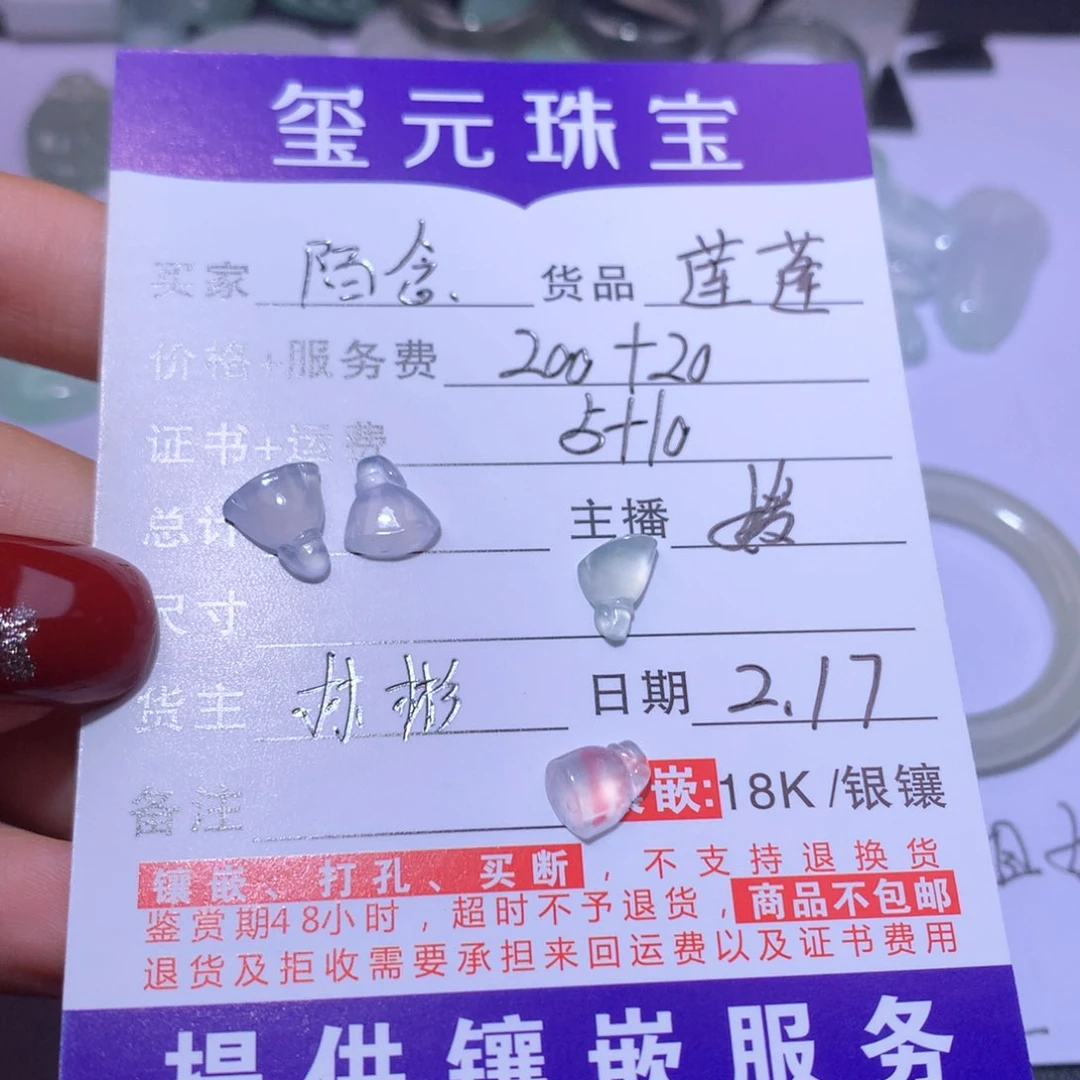 玺元珠宝
买家 陌含 货品 莲蓬
价格+服务费 200+20
证书+运费 5+10
总计 主播
尺寸
货主 林彬 日期 2.17
备注 嵌:18K /银镶
镶嵌、打孔、买断，不支持退换货
鉴赏期48小时，超时不予退货，商品不包邮
退货及拒收需要承担来回运费以及证书费用
提供镶嵌服务